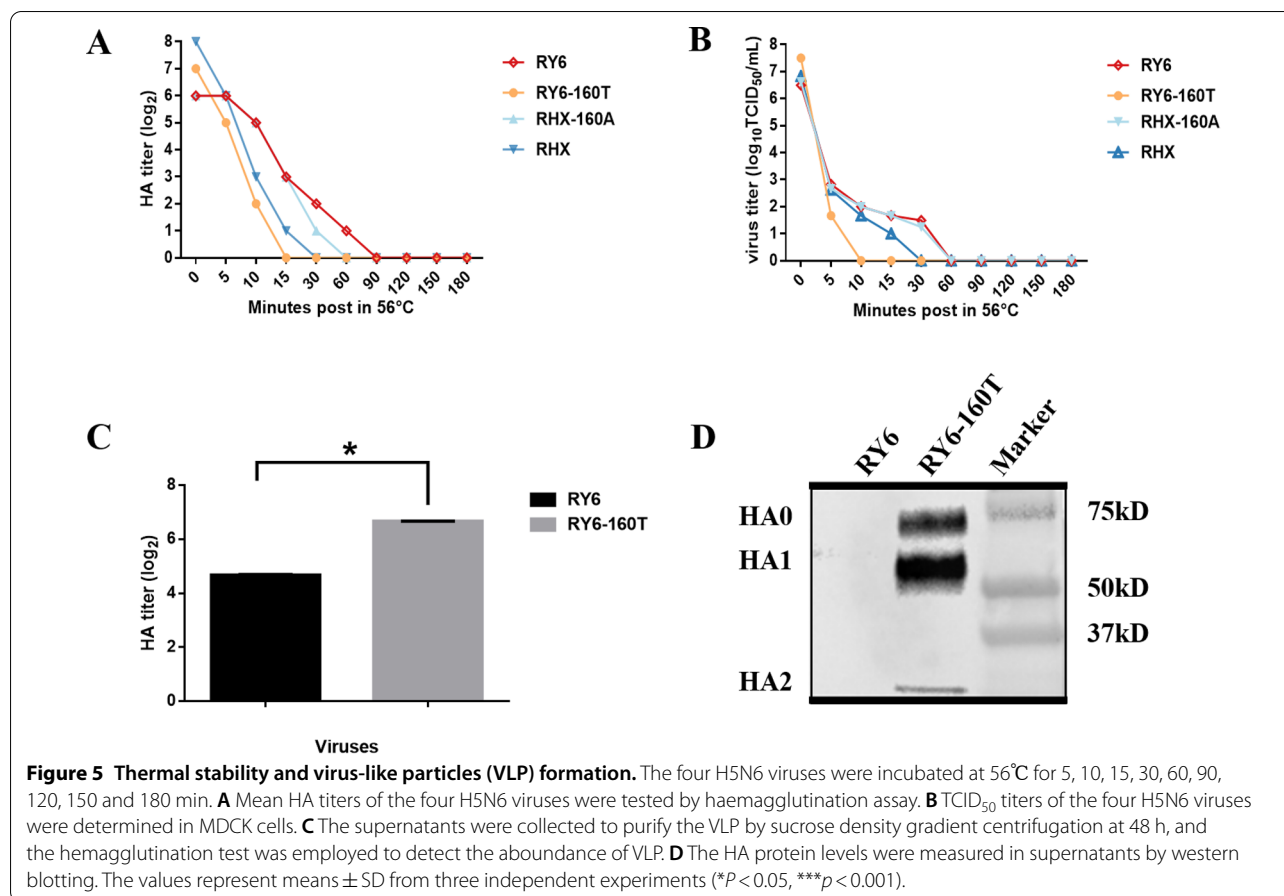 A
HA titer (log2)
8
7
6
5
4
3
2
1
0
0 5 10 15 30 60 90 120 150 180
Minutes post in 56°C
RY6
RY6-160T
RHX-160A
RHX
B
virus titer (log10TCID50/mL)
8
7
6
5
4
3
2
1
0
0 5 10 15 30 60 90 120 150 180
Minutes post in 56°C
RY6
RY6-160T
RHX-160A
RHX
C
HA titer (log2)
8
6
4
2
0
*
Viruses
RY6
RY6-160T
D
RY6 RY6-160T Marker
HA0 75kD
HA1
50kD
37kD
HA2
Figure 5 Thermal stability and virus-like particles (VLP) formation. The four H5N6 viruses were incubated at 56℃ for 5, 10, 15, 30, 60, 90,
120, 150 and 180 min. A Mean HA titers of the four H5N6 viruses were tested by haemagglutination assay. B TCID50 titers of the four H5N6 viruses
were determined in MDCK cells. C The supernatants were collected to purify the VLP by sucrose density gradient centrifugation at 48 h, and
the hemagglutination test was employed to detect the aboundance of VLP. D The HA protein levels were measured in supernatants by western
blotting. The values represent means ± SD from three independent experiments (*P < 0.05, ***p < 0.001).